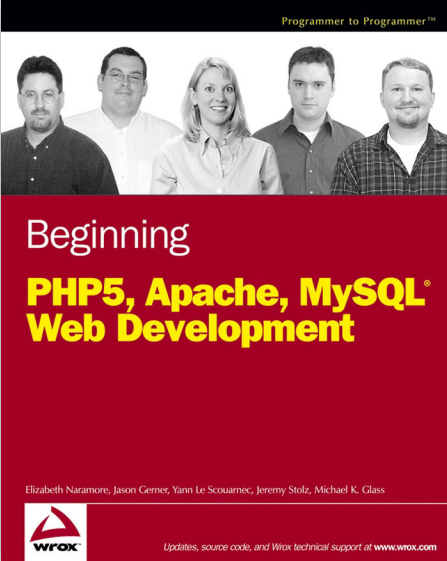 Programmer to Programmer™
Beginning
PHP5, Apache, MySQL®
Web Development
Elizabeth Naramore, Jason Gerner, Yann Le Scouarnec, Jeremy Stolz, Michael K. Glass
wrox™
Updates, source code, and Wrox technical support at www.wrox.com